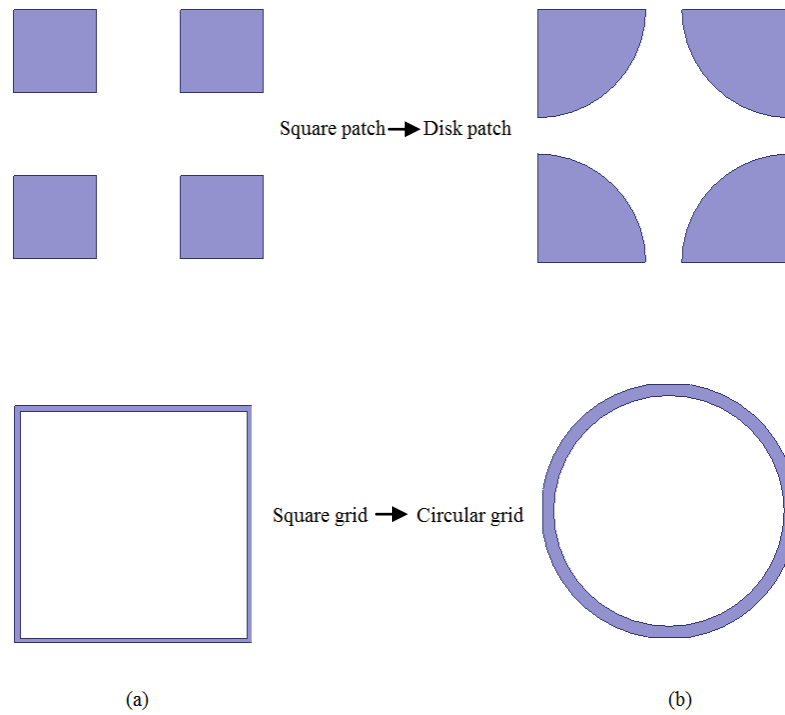 Square patch → Disk patch
Square grid → Circular grid
(a)
(b)